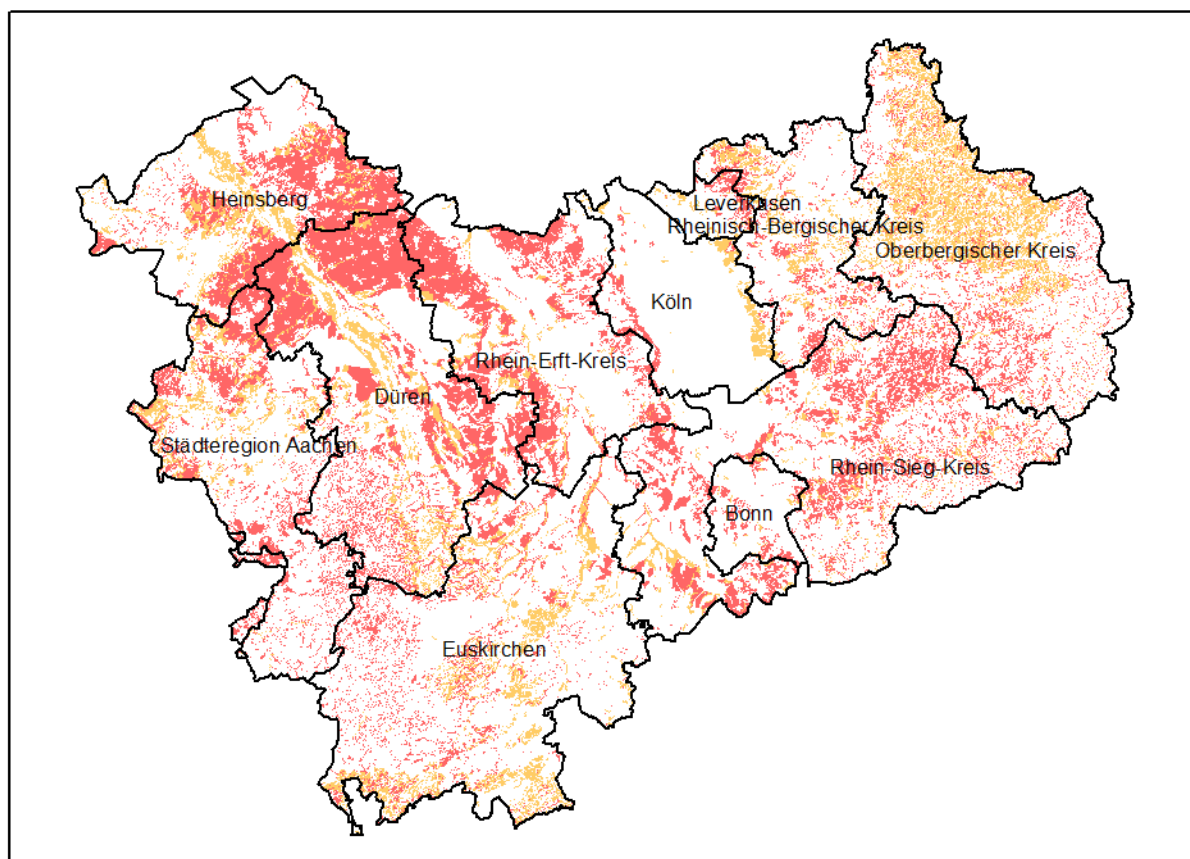 Heinsberg
Leverkusen
Rheinisch-Bergischer Kreis
Oberbergischer Kreis
Köln
Rhein-Erft-Kreis
Düren
Städteregion Aachen
Rhein-Sieg-Kreis
Bonn
Euskirchen